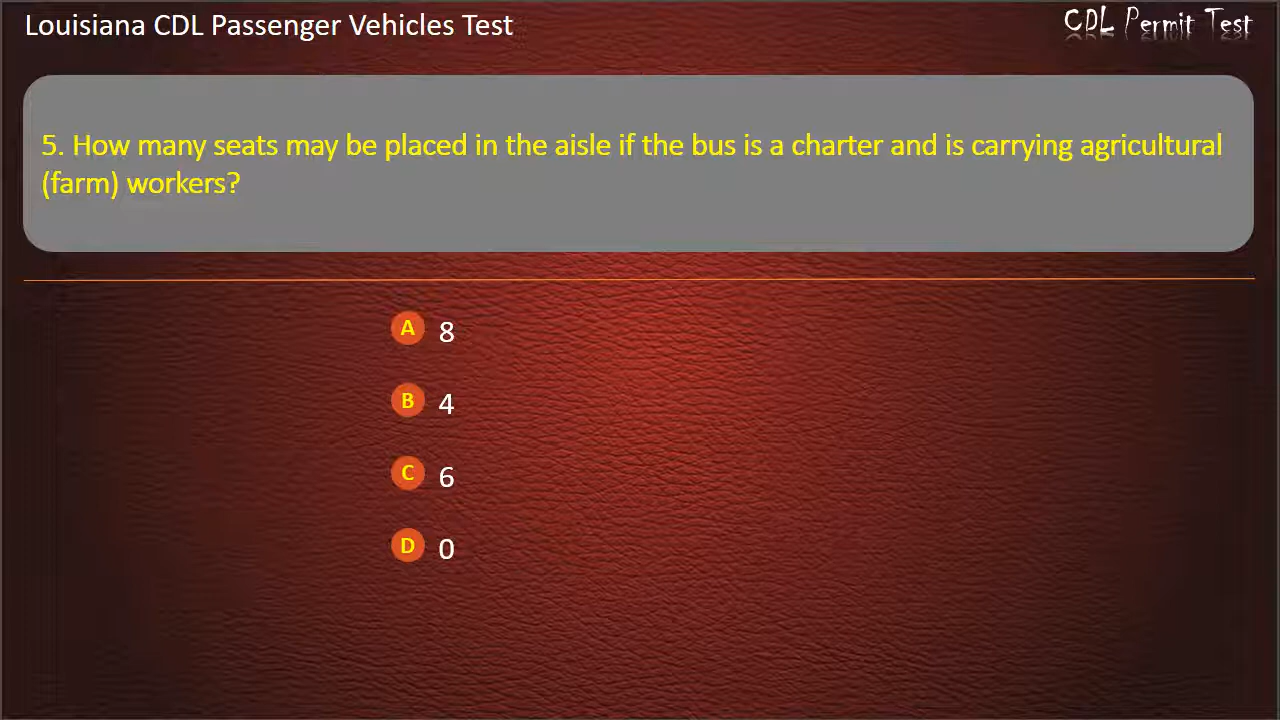 Louisiana CDL Passenger Vehicles Test
CDL Permit Test
5. How many seats may be placed in the aisle if the bus is a charter and is carrying agricultural
(farm) workers?
A 8
B 4
C 6
D 0